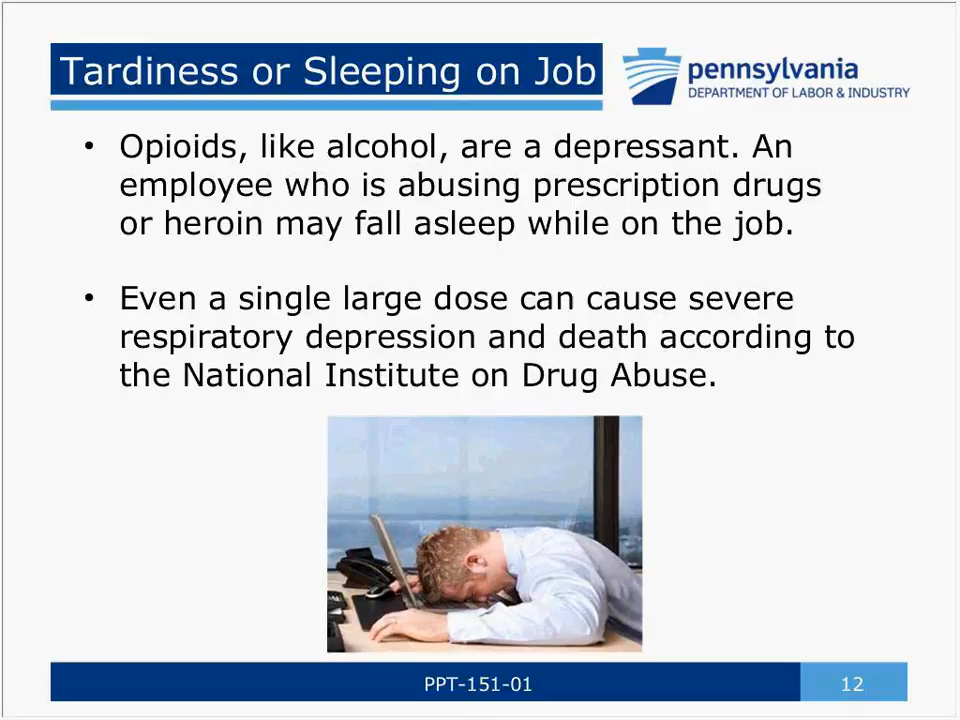 Tardiness or Sleeping on Job
pennsylvania
DEPARTMENT OF LABOR & INDUSTRY
• Opioids, like alcohol, are a depressant. An
employee who is abusing prescription drugs
or heroin may fall asleep while on the job.
• Even a single large dose can cause severe
respiratory depression and death according to
the National Institute on Drug Abuse.
PPT-151-01
12